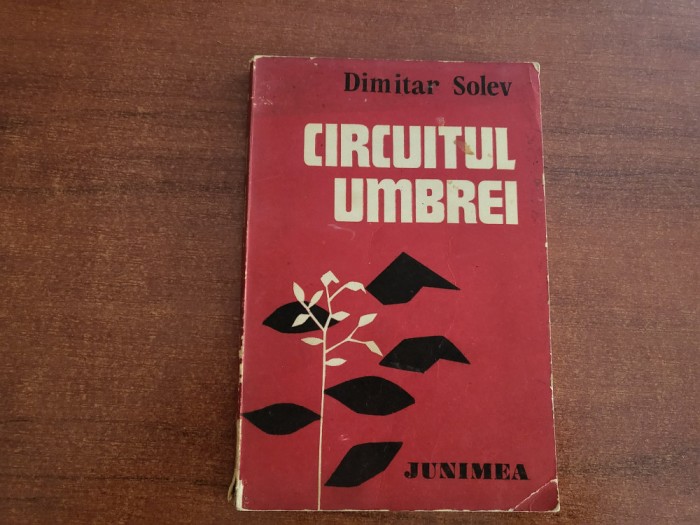 Dimitar Solev
CIRCUITUL
UMBREI
JUNIMEA